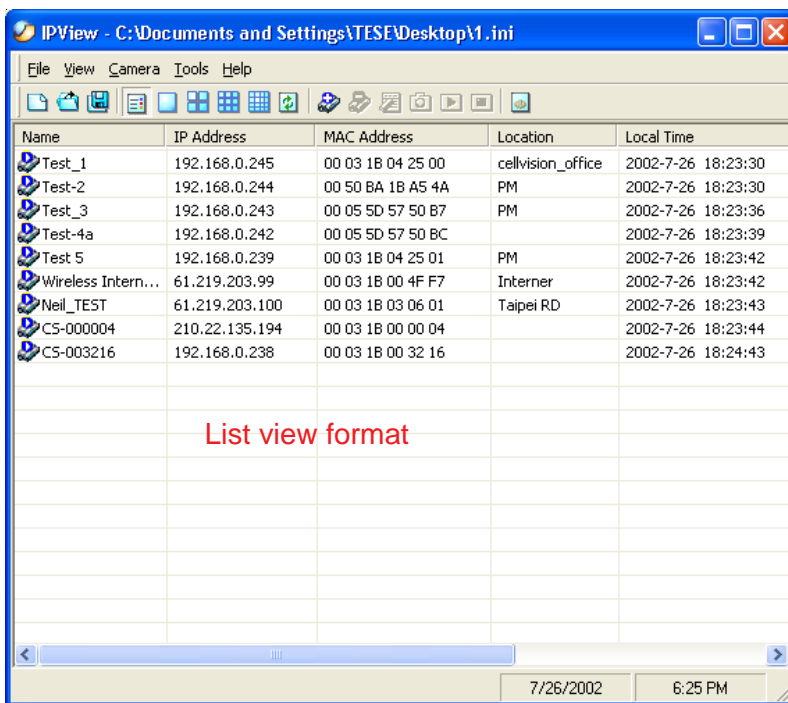 IPView - C:\Documents and Settings\TESE\Desktop\1.ini
File View Camera Tools Help
Name IP Address MAC Address Location Local Time
Test_1 192.168.0.245 00 03 1B 04 25 00 cellvision_office 2002-7-26 18:23:30
Test-2 192.168.0.244 00 50 BA 1B A5 4A PM 2002-7-26 18:23:30
Test_3 192.168.0.243 00 05 5D 57 50 B7 PM 2002-7-26 18:23:36
Test-4a 192.168.0.242 00 05 5D 57 50 BC 2002-7-26 18:23:39
Test 5 192.168.0.239 00 03 1B 04 25 01 PM 2002-7-26 18:23:42
Wireless Intern... 61.219.203.99 00 03 1B 00 4F F7 Interner 2002-7-26 18:23:42
Neil_TEST 61.219.203.100 00 03 1B 03 06 01 Taipei RD 2002-7-26 18:23:43
CS-000004 210.22.135.194 00 03 1B 00 00 04 2002-7-26 18:23:44
CS-003216 192.168.0.238 00 03 1B 00 32 16 2002-7-26 18:24:43
List view format
7/26/2002 6:25 PM